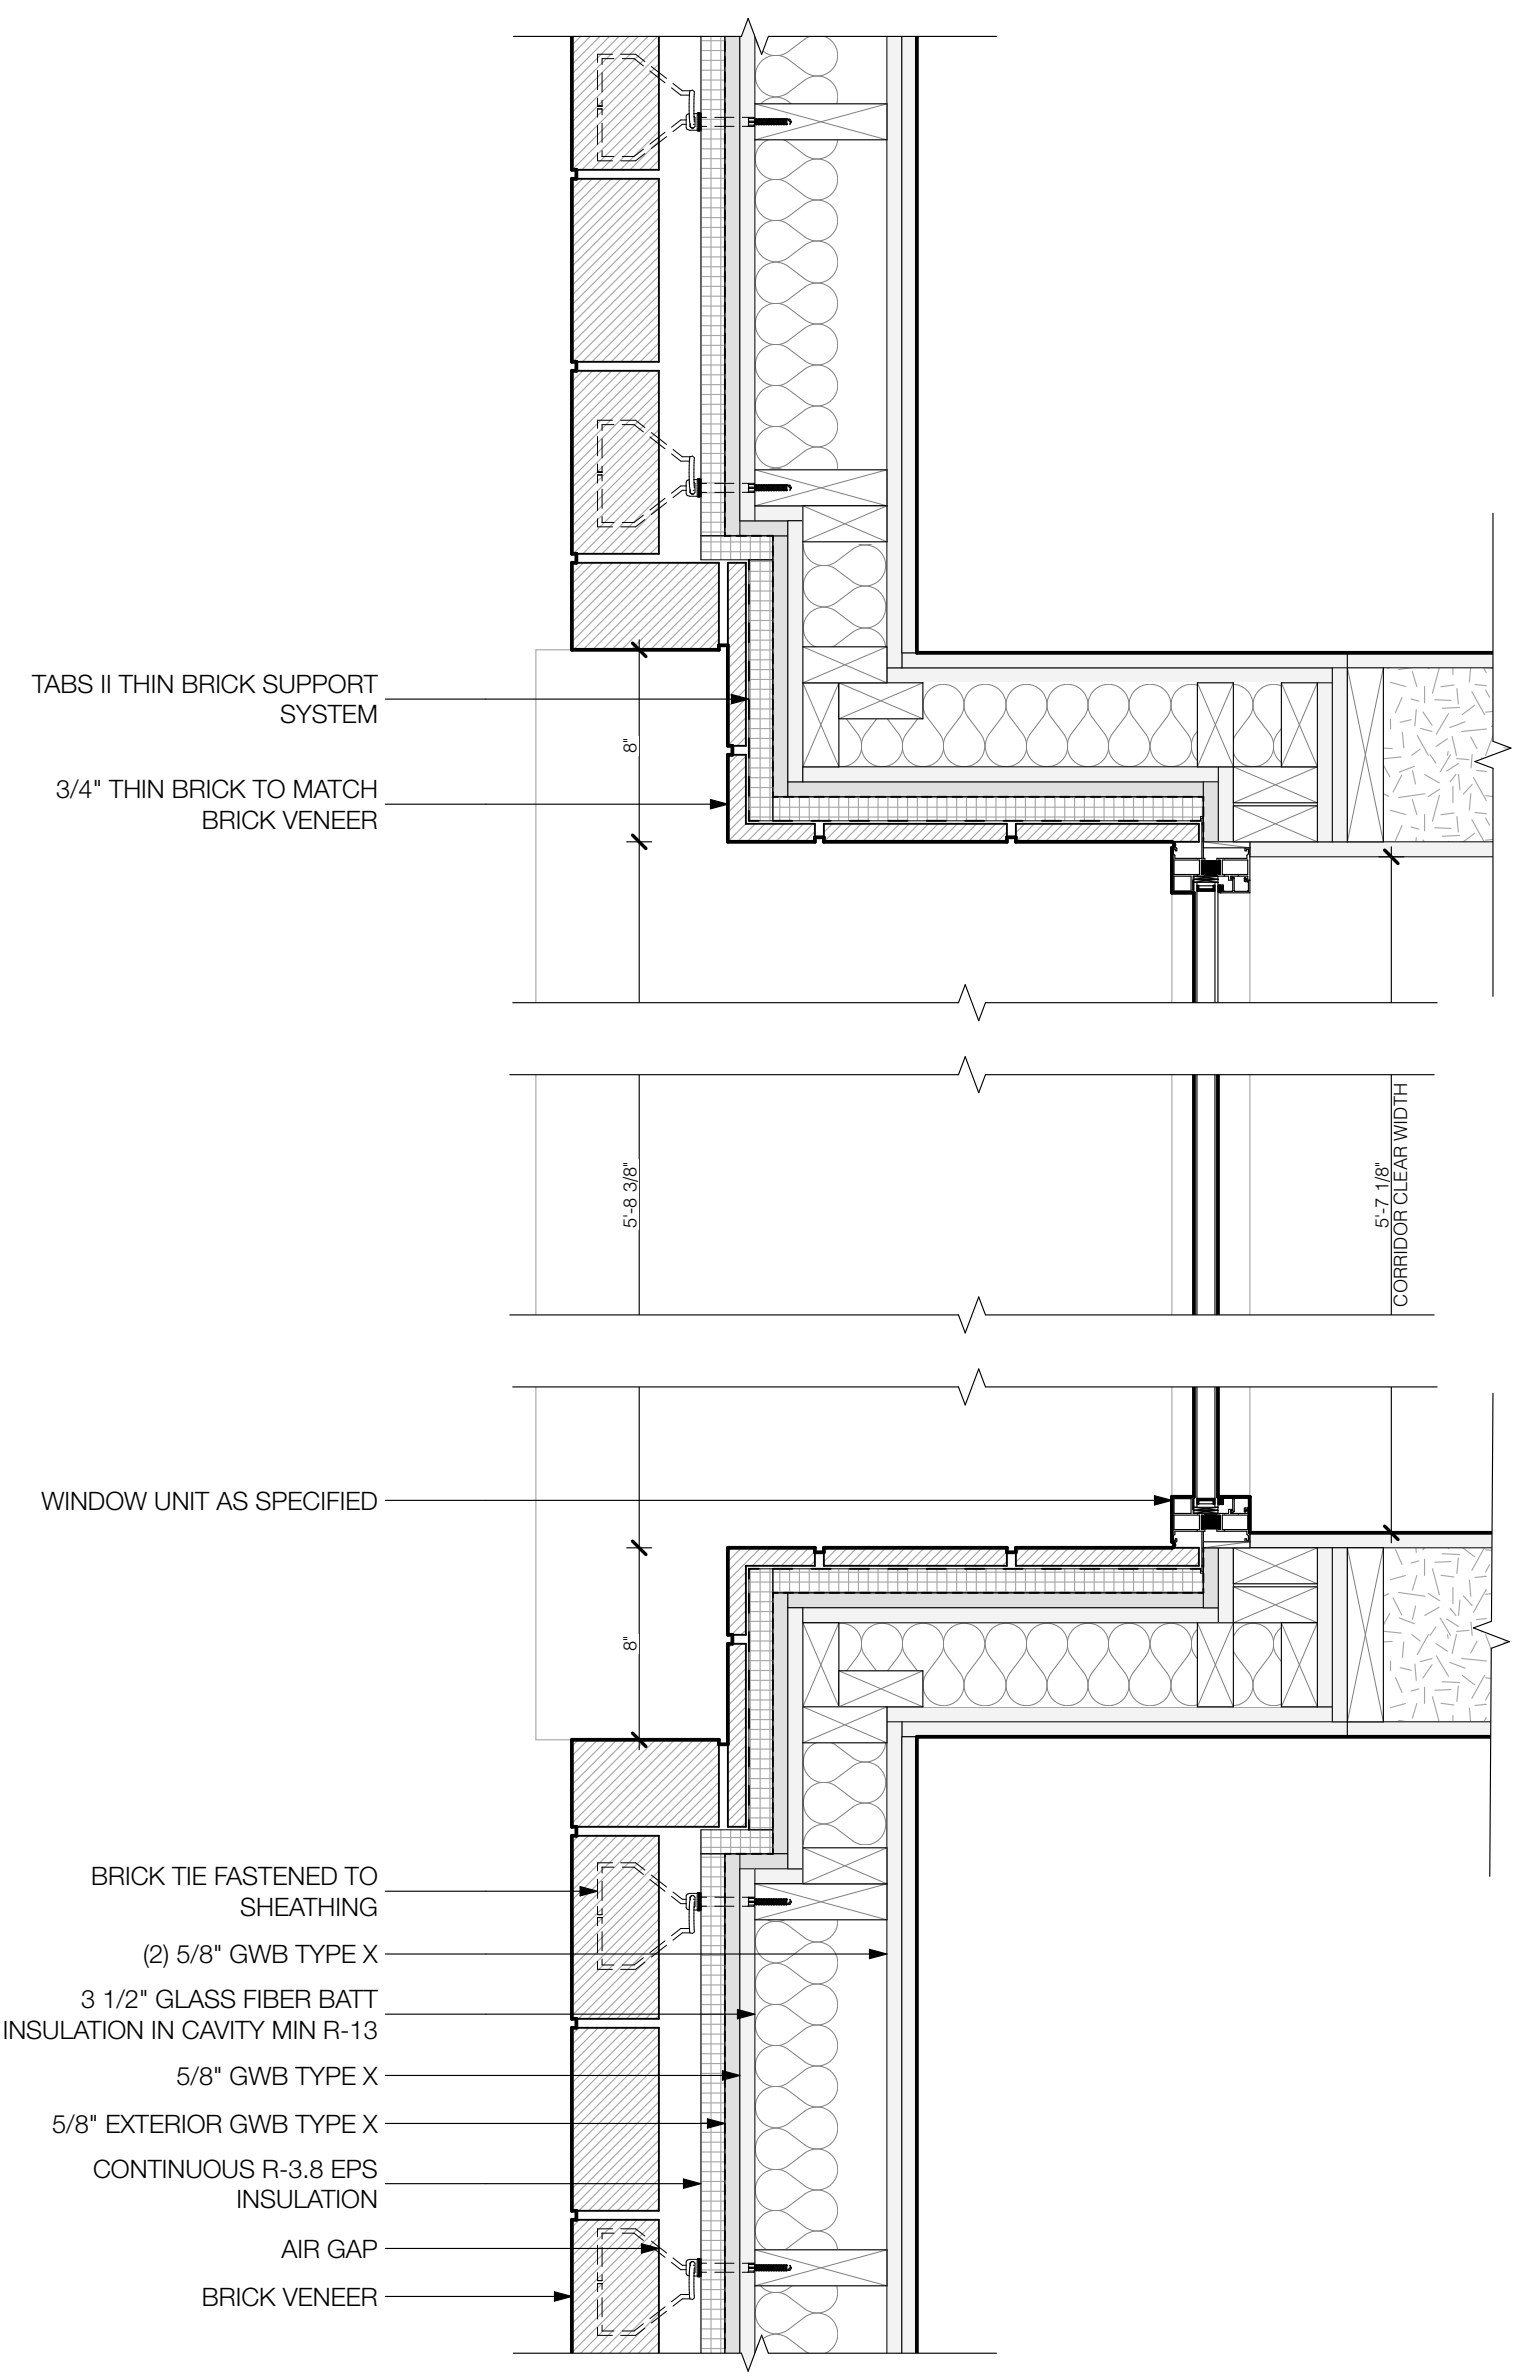 TABS II THIN BRICK SUPPORT
SYSTEM
8"
3/4" THIN BRICK TO MATCH
BRICK VENEER
5'-8 3/8"
5'-7 1/8"
CORRIDOR CLEAR WIDTH
WINDOW UNIT AS SPECIFIED
8"
BRICK TIE FASTENED TO
SHEATHING
(2) 5/8" GWB TYPE X
3 1/2" GLASS FIBER BATT
INSULATION IN CAVITY MIN R-13
5/8" GWB TYPE X
5/8" EXTERIOR GWB TYPE X
CONTINUOUS R-3.8 EPS
INSULATION
AIR GAP
BRICK VENEER